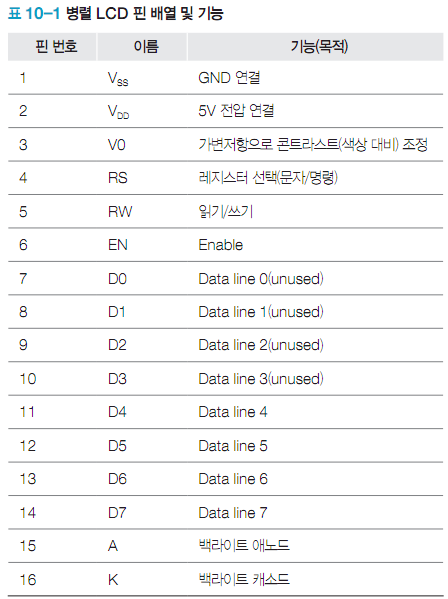 표 10-1 병렬 LCD 핀 배열 및 기능
핀 번호 이름 기능(목적)
1 VSS GND 연결
2 VDD 5V 전압 연결
3 V0 가변저항으로 콘트라스트(색상 대비) 조정
4 RS 레지스터 선택(문자/명령)
5 RW 읽기/쓰기
6 EN Enable
7 D0 Data line 0(unused)
8 D1 Data line 1(unused)
9 D2 Data line 2(unused)
10 D3 Data line 3(unused)
11 D4 Data line 4
12 D5 Data line 5
13 D6 Data line 6
14 D7 Data line 7
15 A 백라이트 애노드
16 K 백라이트 캐소드